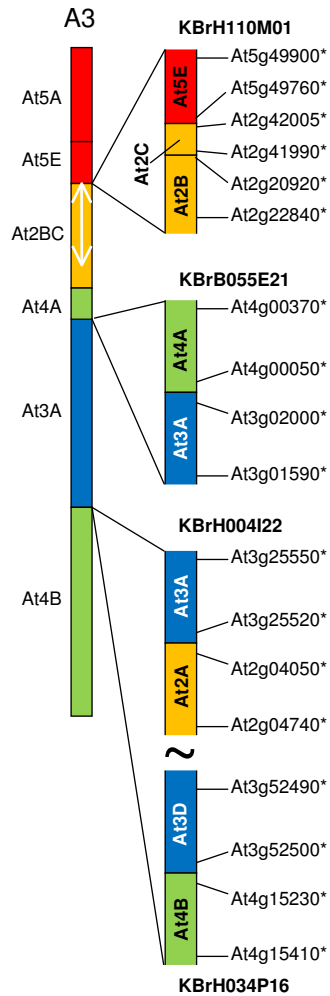 A3
At5A
At5E
At2BC
At4A
At3A
At4B
KBrH110M01
At5E
At2C
At2B
At5g49900*
At5g49760*
At2g42005*
At2g41990*
At2g20920*
At2g22840*
KBrB055E21
At4A
At3A
At4g00370*
At4g00050*
At3g02000*
At3g01590*
KBrH004I22
At3A
At2A
At3g25550*
At3g25520*
At2g04050*
At2g04740*
~
At3D
At4B
At3g52490*
At3g52500*
At4g15230*
At4g15410*
KBrH034P16